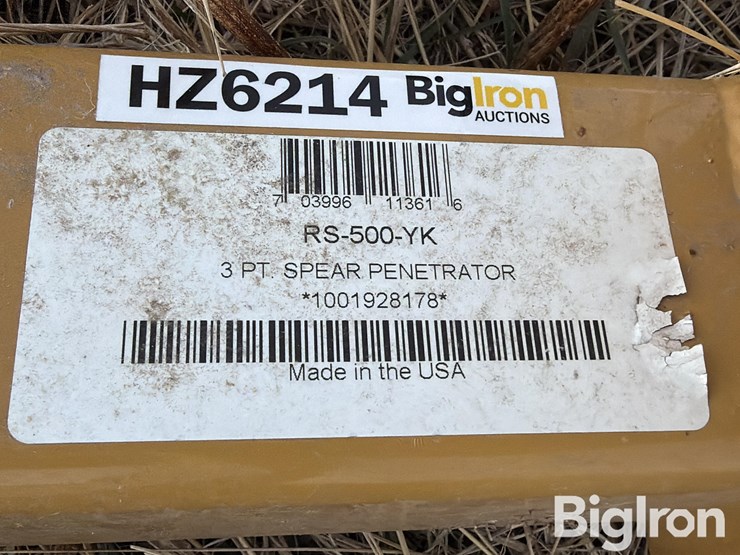 HZ6214 BigIron
AUCTIONS
7 03996 11361 6
RS-500-YK
3 PT. SPEAR PENETRATOR
*1001928178*
Made in the USA
BigIron